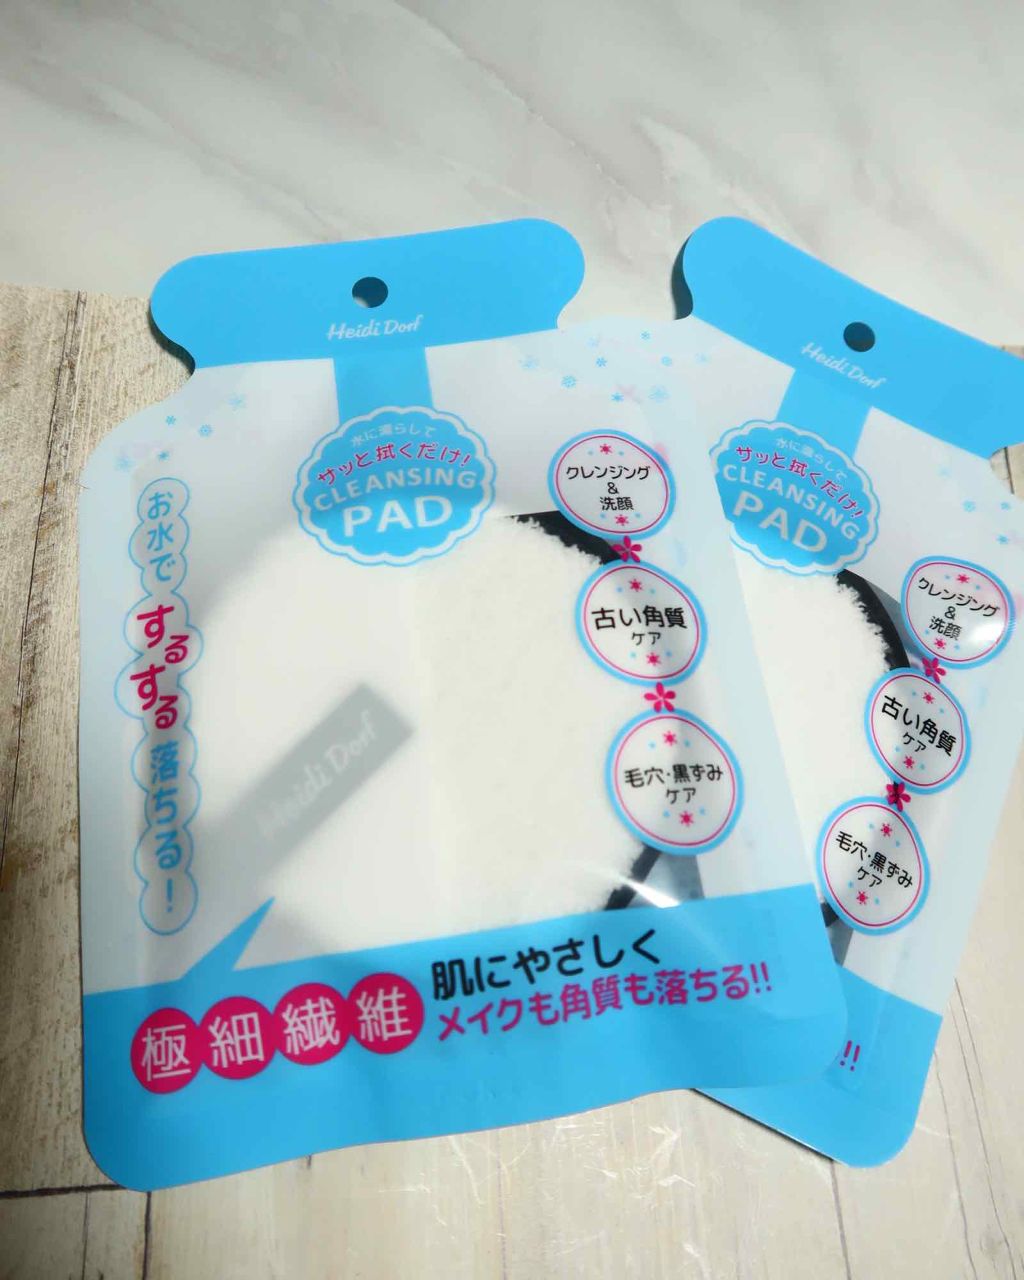 Heidi Dorf
水に濡らして
サッと拭くだけ!
CLEANSING
PAD
クレンジング
&
洗顔
古い角質
ケア
毛穴・黒ずみ
ケア
お水でするする落ちる!
Heidi Dorf
極細繊維
肌にやさしく
メイクも角質も落ちる!!
Heidi Dorf
水に濡らして
サッと拭くだけ!
CLEANSING
PAD
クレンジング
&
洗顔
古い角質
ケア
毛穴・黒ずみ
ケア
!!